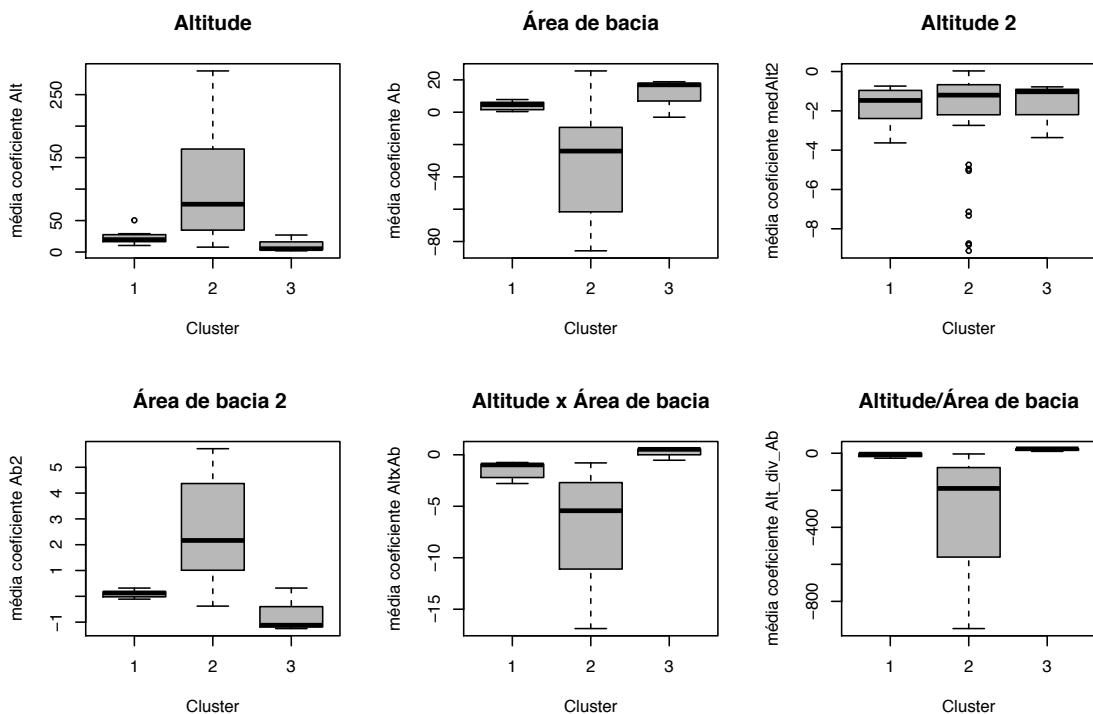 Altitude
média coeficiente Alt
250
150
50
0
1 2 3
Cluster
Área de bacia
média coeficiente Ab
20
0
−40
−80
1 2 3
Cluster
Altitude 2
média coeficiente medAlt2
0
−2
−4
−6
−8
1 2 3
Cluster
Área de bacia 2
média coeficiente Ab2
5
4
3
2
1
−1
1 2 3
Cluster
Altitude x Área de bacia
média coeficiente AltxAb
0
−5
−10
−15
1 2 3
Cluster
Altitude/Área de bacia
média coeficiente Alt_div_Ab
0
−400
−800
1 2 3
Cluster